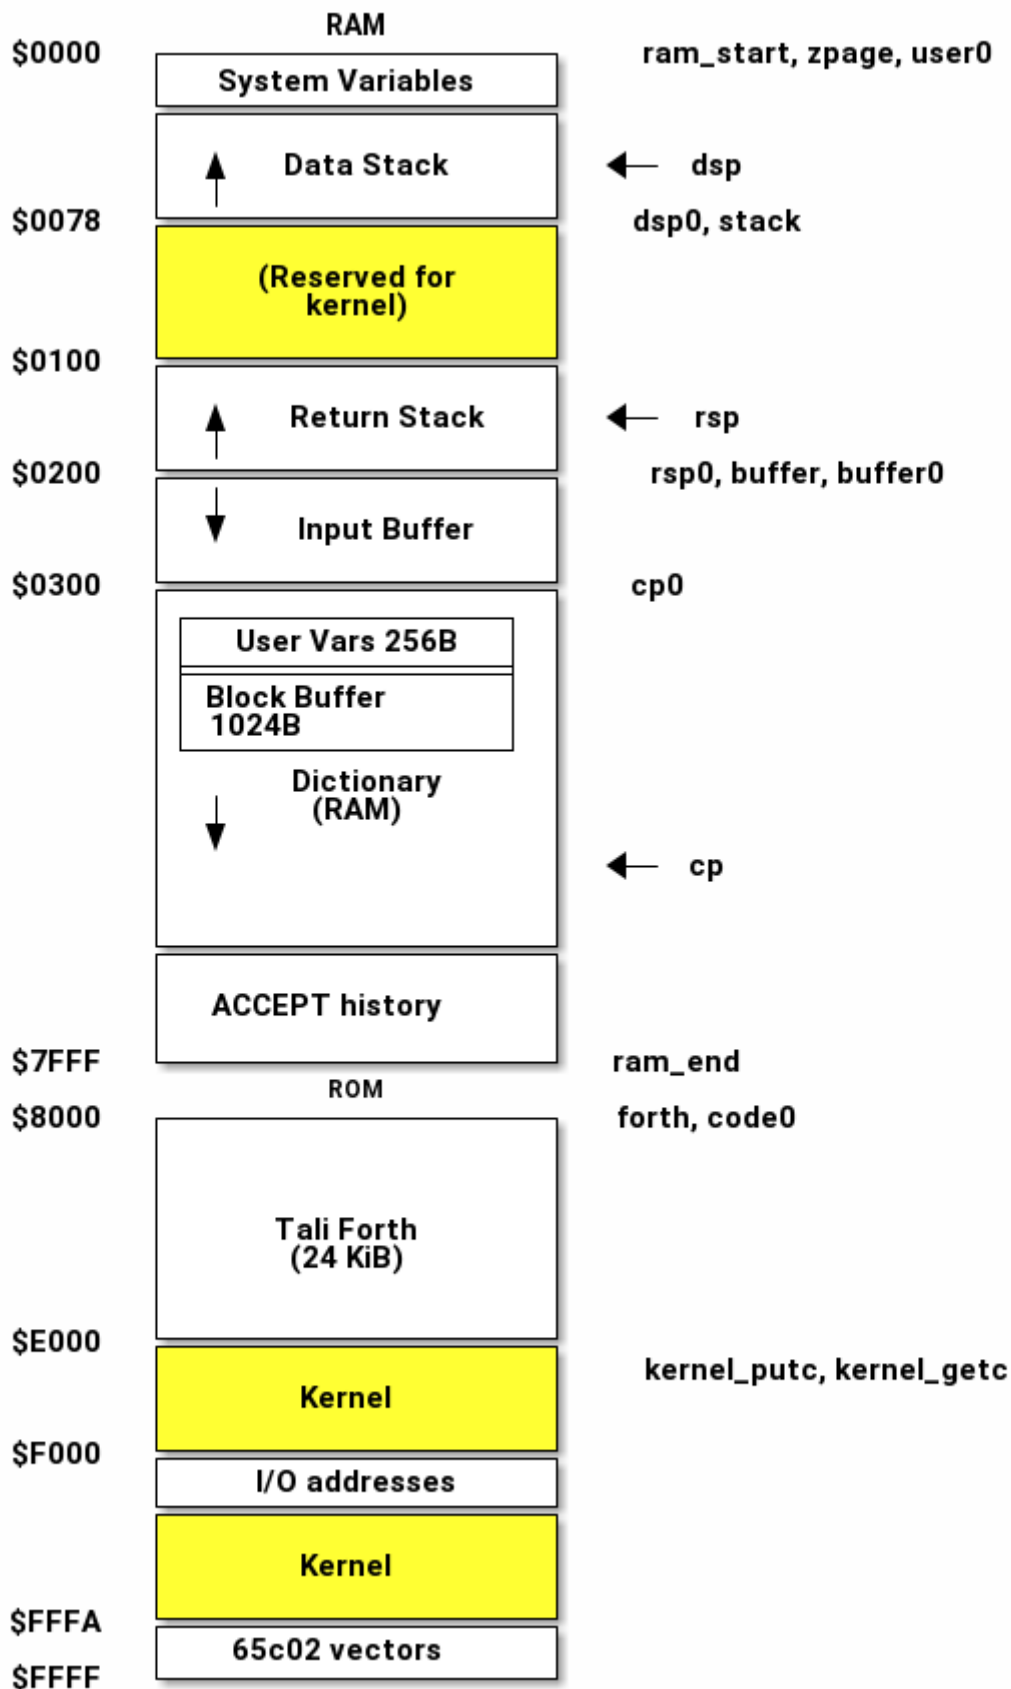 RAM
$0000 ram_start, zpage, user0
System Variables
Data Stack dsp
$0078 dsp0, stack
(Reserved for
kernel)
$0100
Return Stack rsp
$0200 rsp0, buffer, buffer0
Input Buffer
$0300 cp0
User Vars 256B
Block Buffer
1024B
Dictionary
(RAM)
cp
ACCEPT history
$7FFF ram_end
ROM
$8000 forth, code0
Tali Forth
(24 KiB)
$E000
kernel_putc, kernel_getc
Kernel
$F000
I/O addresses
Kernel
$FFFA
65c02 vectors
$FFFF